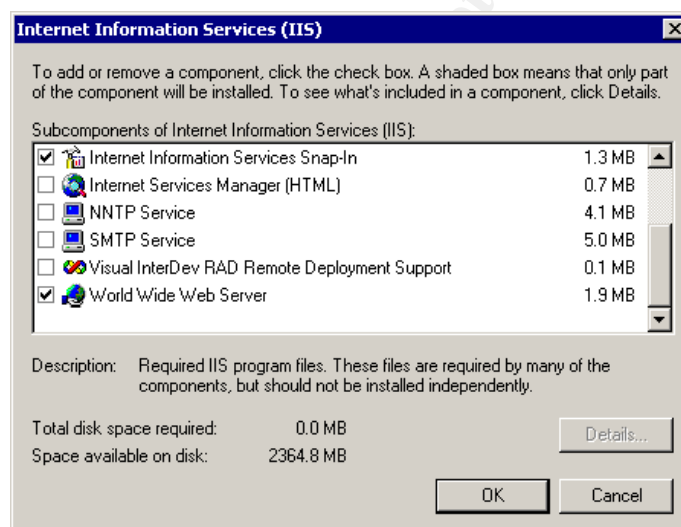 Internet Information Services (IIS)
To add or remove a component, click the check box. A shaded box means that only part
of the component will be installed. To see what's included in a component, click Details.
Subcomponents of Internet Information Services (IIS):
Internet Information Services Snap-In 1.3 MB
Internet Services Manager (HTML) 0.7 MB
NNTP Service 4.1 MB
SMTP Service 5.0 MB
Visual InterDev RAD Remote Deployment Support 0.1 MB
World Wide Web Server 1.9 MB
Description: Required IIS program files. These files are required by many of the
components, but should not be installed independently.
Total disk space required: 0.0 MB
Details...
Space available on disk: 2364.8 MB
OK Cancel